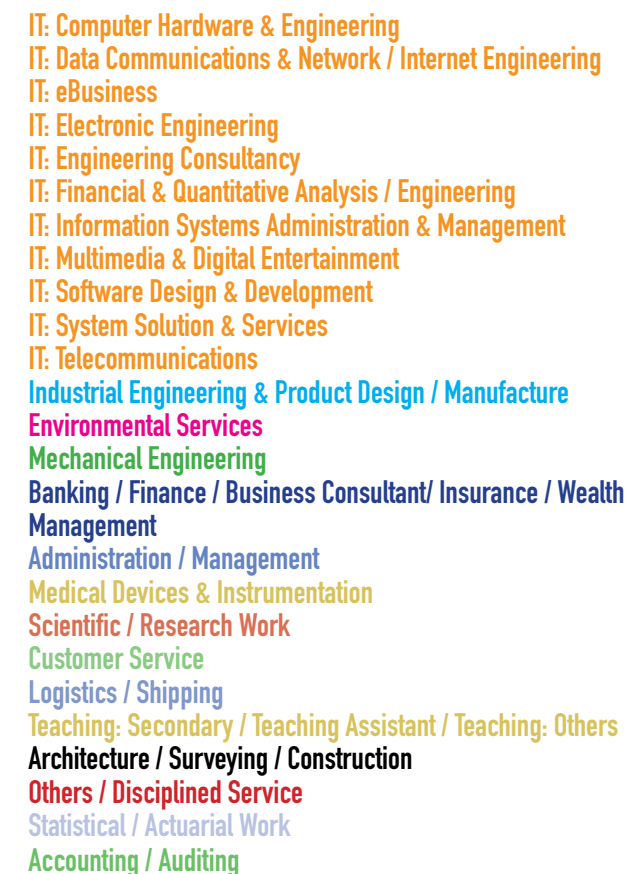 IT: Computer Hardware & Engineering
IT: Data Communications & Network / Internet Engineering
IT: eBusiness
IT: Electronic Engineering
IT: Engineering Consultancy
IT: Financial & Quantitative Analysis / Engineering
IT: Information Systems Administration & Management
IT: Multimedia & Digital Entertainment
IT: Software Design & Development
IT: System Solution & Services
IT: Telecommunications
Industrial Engineering & Product Design / Manufacture
Environmental Services
Mechanical Engineering
Banking / Finance / Business Consultant/ Insurance / Wealth
Management
Administration / Management
Medical Devices & Instrumentation
Scientific / Research Work
Customer Service
Logistics / Shipping
Teaching: Secondary / Teaching Assistant / Teaching: Others
Architecture / Surveying / Construction
Others / Disciplined Service
Statistical / Actuarial Work
Accounting / Auditing